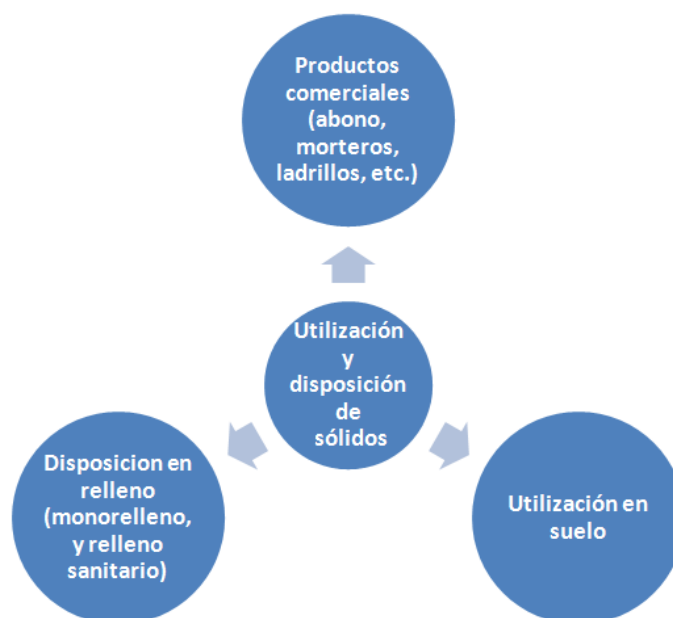 Productos
comerciales
(abono,
morteros,
ladrillos, etc.)
Utilización
y
disposición
de
sólidos
Disposicion en
relleno
(monorelleno,
y relleno
sanitario)
Utilización en
suelo